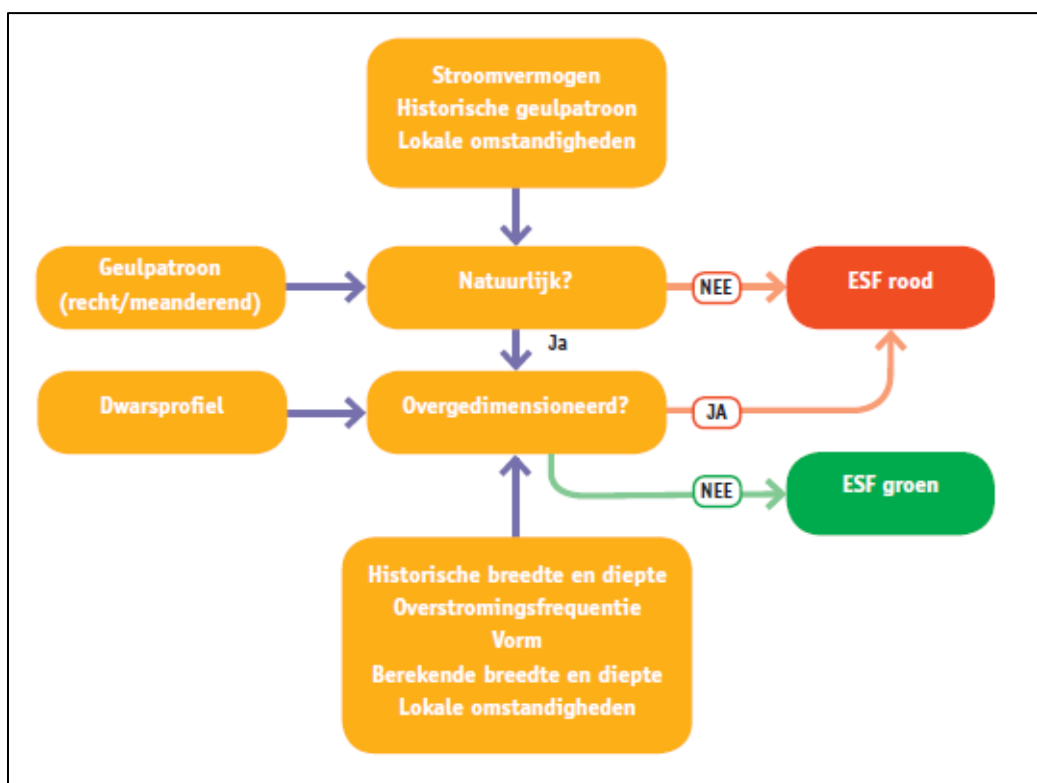 Stroomvermogen
Historische geulpatroon
Lokale omstandigheden
Geulpatroon
(recht/meanderend)
Natuurlijk?
NEE
ESF rood
Ja
Dwarsprofiel
Overgedimensioneerd?
JA
NEE
ESF groen
Historische breedte en diepte
Overstromingsfrequentie
Vorm
Berekende breedte en diepte
Lokale omstandigheden